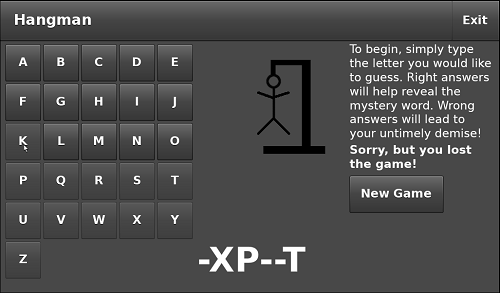 Hangman
Exit
A B C D E
F G H I J
K L M N O
P Q R S T
U V W X Y
Z
To begin, simply type
the letter you would like
to guess. Right answers
will help reveal the
mystery word. Wrong
answers will lead to
your untimely demise!
Sorry, but you lost
the game!
New Game
-XP--T